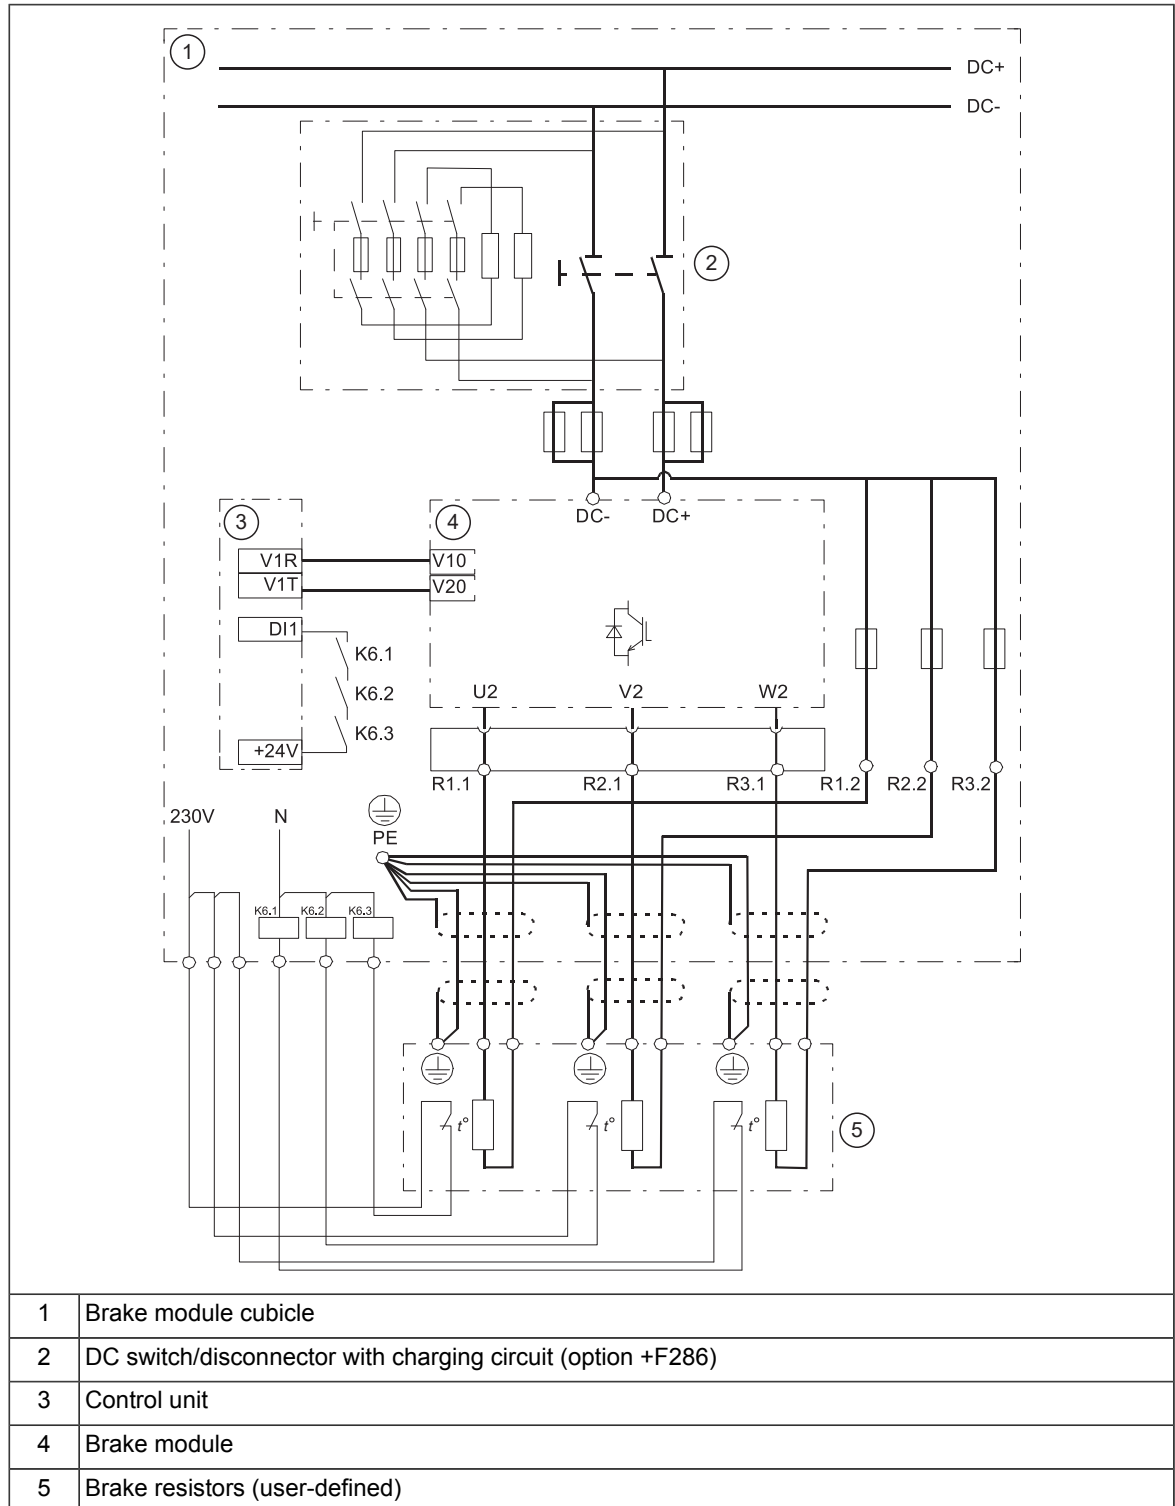 1
DC+
DC-
2
3
4
DC-
DC+
V1R
V10
V1T
V20
DI1
K6.1
K6.2
K6.3
+24V
U2
V2
W2
R1.1
R2.1
R3.1
R1.2
R2.2
R3.2
230V
N
PE
K6.1
K6.2
K6.3
t°
t°
t°
5
1 Brake module cubicle
2 DC switch/disconnector with charging circuit (option +F286)
3 Control unit
4 Brake module
5 Brake resistors (user-defined)